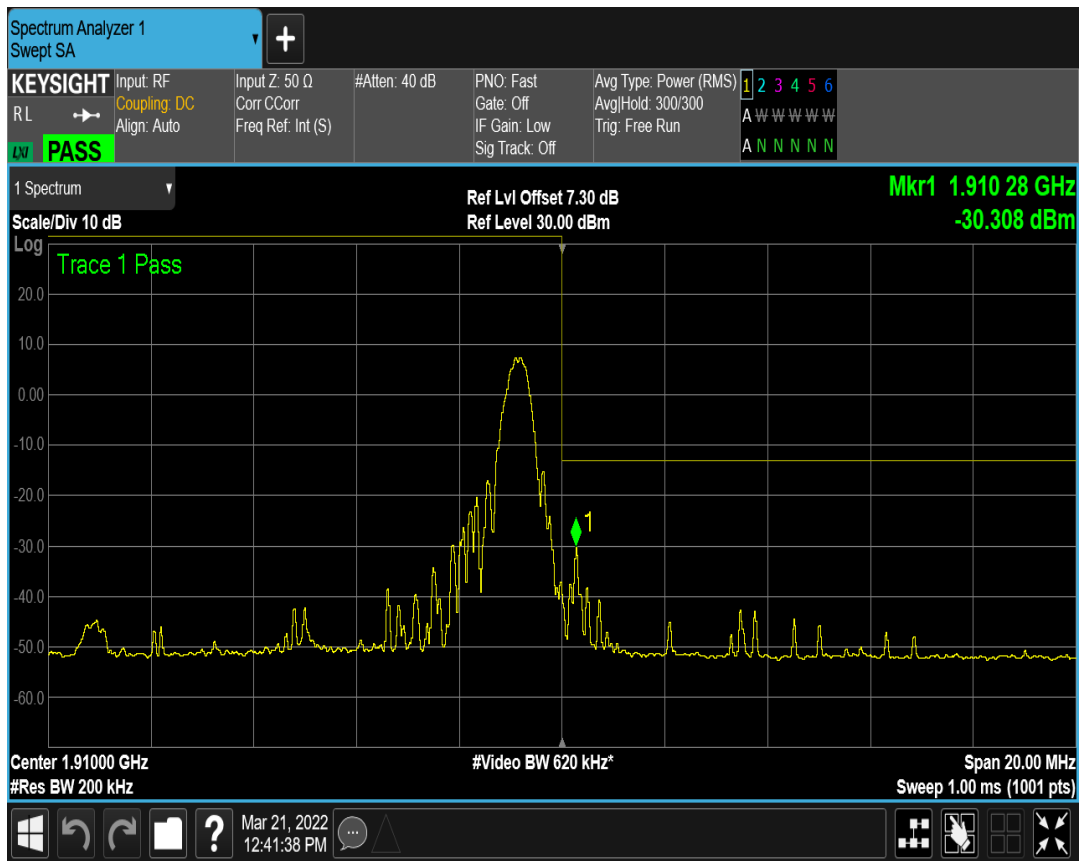 Spectrum Analyzer 1
Swept SA
+
KEYSIGHT
R L
LXI PASS
Input: RF
Coupling: DC
Align: Auto
Input Z: 50 Ω
Corr CCorr
Freq Ref: Int (S)
#Atten: 40 dB
PNO: Fast
Gate: Off
IF Gain: Low
Sig Track: Off
Avg Type: Power (RMS)
Avg|Hold: 300/300
Trig: Free Run
1 2 3 4 5 6
A W W W W W
A N N N N N
1 Spectrum
Scale/Div 10 dB
Ref Lvl Offset 7.30 dB
Ref Level 30.00 dBm
Mkr1 1.910 28 GHz
-30.308 dBm
Log
Trace 1 Pass
20.0
10.0
0.00
-10.0
-20.0
1
-30.0
-40.0
-50.0
-60.0
Center 1.91000 GHz
#Video BW 620 kHz*
Span 20.00 MHz
#Res BW 200 kHz
Sweep 1.00 ms (1001 pts)
?
Mar 21, 2022
12:41:38 PM